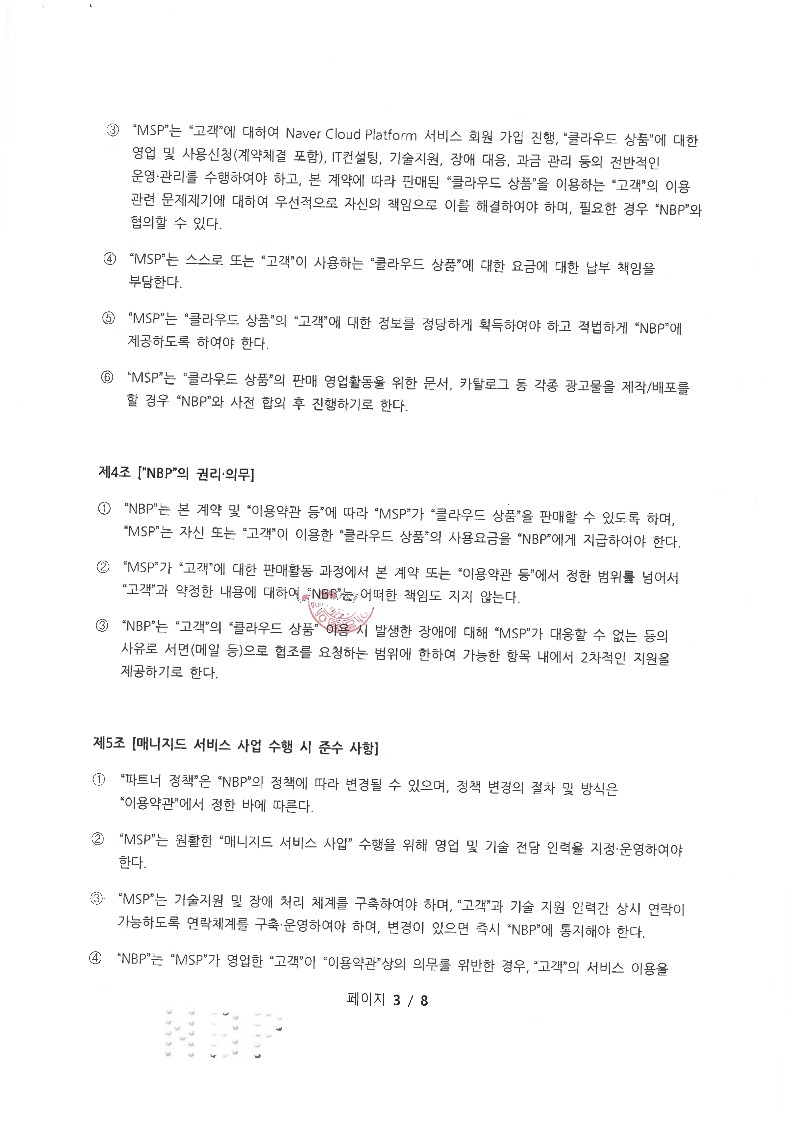 ③ “MSP”는 “고객”에 대하여 Naver Cloud Platform 서비스 회원 가입 진행, “클라우드 상품”에 대한
영업 및 사용신청(계약체결 포함), IT컨설팅, 기술지원, 장애 대응, 과금 관리 등의 전반적인
운영·관리를 수행하여야 하고, 본 계약에 따라 판매된 “클라우드 상품”을 이용하는 “고객”의 이용
관련 문제제기에 대하여 우선적으로 자신의 책임으로 이를 해결하여야 하며, 필요한 경우 “NBP”와
협의할 수 있다.
④ “MSP”는 스스로 또는 “고객”이 사용하는 “클라우드 상품”에 대한 요금에 대한 납부 책임을
부담한다.
⑤ “MSP”는 “클라우드 상품”의 “고객”에 대한 정보를 정당하게 획득하여야 하고 적법하게 “NBP”에
제공하도록 하여야 한다.
⑥ “MSP”는 “클라우드 상품”의 판매 영업활동을 위한 문서, 카탈로그 등 각종 광고물을 제작/배포를
할 경우 “NBP”와 사전 합의 후 진행하기로 한다.
제4조 [“NBP”의 권리·의무]
① “NBP”는 본 계약 및 “이용약관 등”에 따라 “MSP”가 “클라우드 상품”을 판매할 수 있도록 하며,
“MSP”는 자신 또는 “고객”이 이용한 “클라우드 상품”의 사용요금을 “NBP”에게 지급하여야 한다.
② “MSP”가 “고객”에 대한 판매활동 과정에서 본 계약 또는 “이용약관 등”에서 정한 범위를 넘어서
“고객”과 약정한 내용에 대하여, “NBP”는 어떠한 책임도 지지 않는다.
③ “NBP”는 “고객”의 “클라우드 상품” 이용 시 발생한 장애에 대해 “MSP”가 대응할 수 없는 등의
사유로 서면(메일 등)으로 협조를 요청하는 범위에 한하여 가능한 항목 내에서 2차적인 지원을
제공하기로 한다.
제5조 [매니지드 서비스 사업 수행 시 준수 사항]
① “파트너 정책”은 “NBP”의 정책에 따라 변경될 수 있으며, 정책 변경의 절차 및 방식은
“이용약관”에서 정한 바에 따른다.
② “MSP”는 원활한 “매니지드 서비스 사업” 수행을 위해 영업 및 기술 전담 인력을 지정·운영하여야
한다.
③ “MSP”는 기술지원 및 장애 처리 체계를 구축하여야 하며, “고객”과 기술 지원 인력간 상시 연락이
가능하도록 연락체계를 구축·운영하여야 하며, 변경이 있으면 즉시 “NBP”에 통지해야 한다.
④ “NBP”는 “MSP”가 영업한 “고객”이 “이용약관”상의 의무를 위반한 경우, “고객”의 서비스 이용을
페이지 3 / 8
NBP